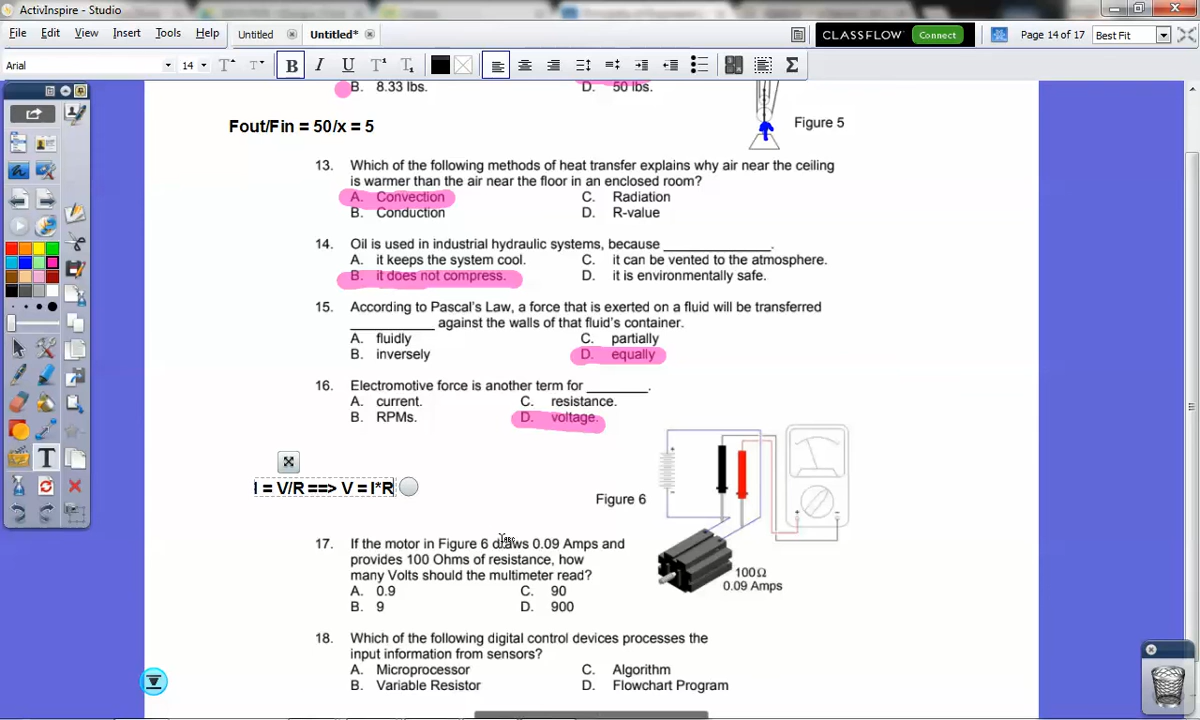 ActivInspire - Studio
File Edit View Insert Tools Help Untitled Untitled* CLASSFLOW Connect Page 14 of 17 Best Fit
Arial 14 B I U
B. 8.33 lbs. D. 50 lbs.
Figure 5
Fout/Fin = 50/x = 5
13. Which of the following methods of heat transfer explains why air near the ceiling
is warmer than the air near the floor in an enclosed room?
A. Convection C. Radiation
B. Conduction D. R-value
14. Oil is used in industrial hydraulic systems, because ________________.
A. it keeps the system cool. C. it can be vented to the atmosphere.
B. it does not compress. D. it is environmentally safe.
15. According to Pascal's Law, a force that is exerted on a fluid will be transferred
____________ against the walls of that fluid's container.
A. fluidly C. partially
B. inversely D. equally
16. Electromotive force is another term for _________.
A. current. C. resistance.
B. RPMs. D. voltage.
I = V/R ==> V = I*R
Figure 6
17. If the motor in Figure 6 draws 0.09 Amps and
provides 100 Ohms of resistance, how
many Volts should the multimeter read?
A. 0.9 C. 90
B. 9 D. 900
100Ω
0.09 Amps
18. Which of the following digital control devices processes the
input information from sensors?
A. Microprocessor C. Algorithm
B. Variable Resistor D. Flowchart Program